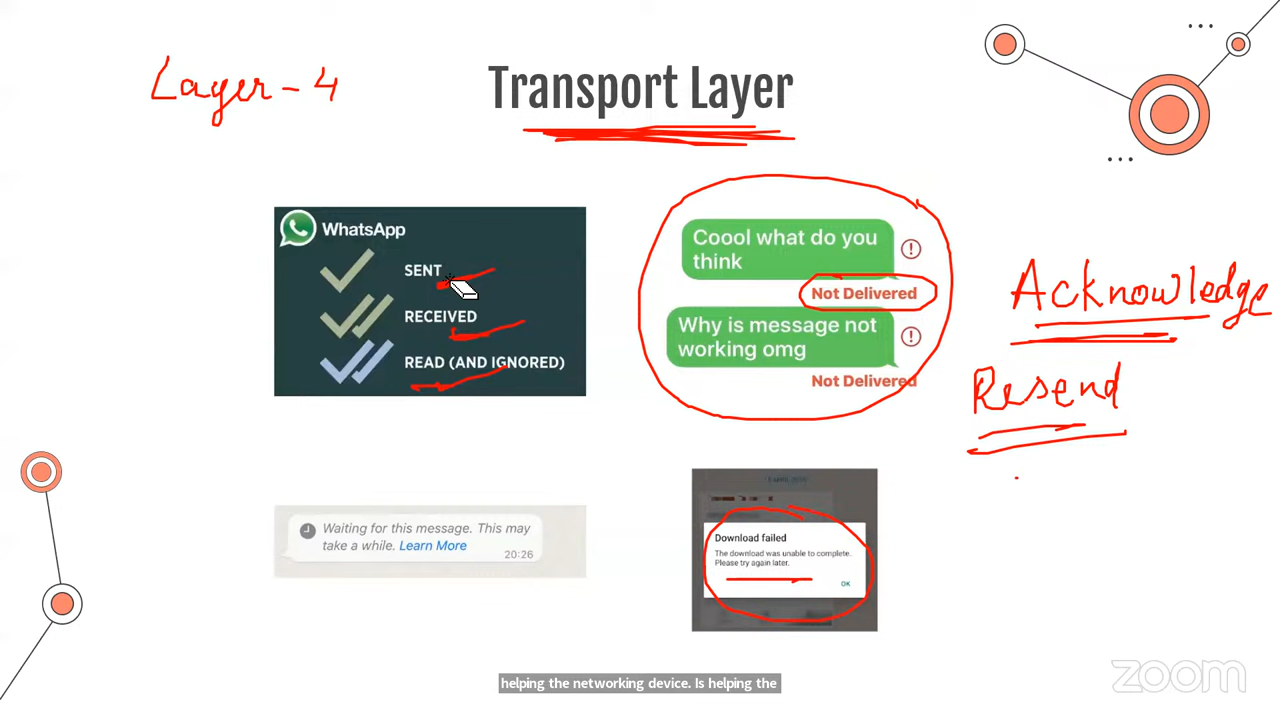 Layer - 4
Transport Layer
WhatsApp
SENT
RECEIVED
READ (AND IGNORED)
Coool what do you
think
Not Delivered
Why is message not
working omg
Not Delivered
Acknowledge
Resend
Waiting for this message. This may
take a while. Learn More
20:26
Download failed
The download was unable to complete.
Please try again later.
OK
helping the networking device. Is helping the
zoom